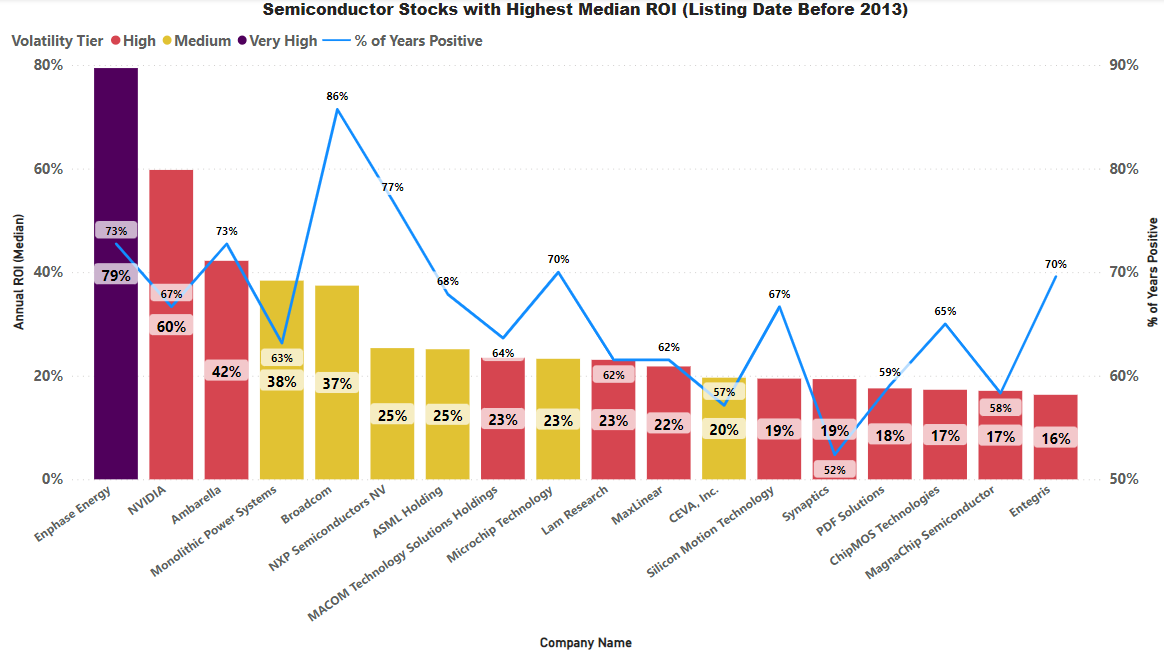 Semiconductor Stocks with Highest Median ROI (Listing Date Before 2013)
Volatility Tier High Medium Very High % of Years Positive
80%
60%
40%
20%
0%
Annual ROI (Median)
90%
80%
70%
60%
50%
% of Years Positive
73%
67%
73%
63%
86%
77%
68%
64%
70%
62%
62%
57%
67%
52%
59%
65%
58%
70%
79%
60%
42%
38%
37%
25%
25%
23%
23%
23%
22%
20%
19%
19%
18%
17%
17%
16%
Enphase Energy
NVIDIA
Ambarella
Monolithic Power Systems
Broadcom
NXP Semiconductors NV
ASML Holding
MACOM Technology Solutions Holdings
Microchip Technology
Lam Research
MaxLinear
CEVA, Inc.
Silicon Motion Technology
Synaptics
PDF Solutions
ChipMOS Technologies
MagnaChip Semiconductor
Entegris
Company Name